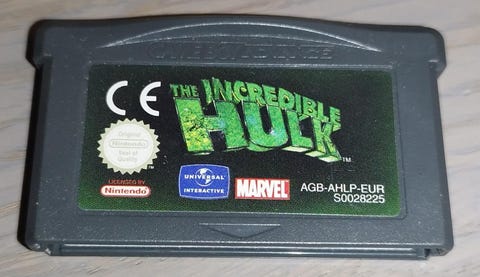 GAME BOY ADVANCE
CE
THE INCREDIBLE
HULK
TM
Original
Nintendo
Seal of
Quality
LICENSED BY
Nintendo
UNIVERSAL
INTERACTIVE
MARVEL
AGB-AHLP-EUR
S0028225